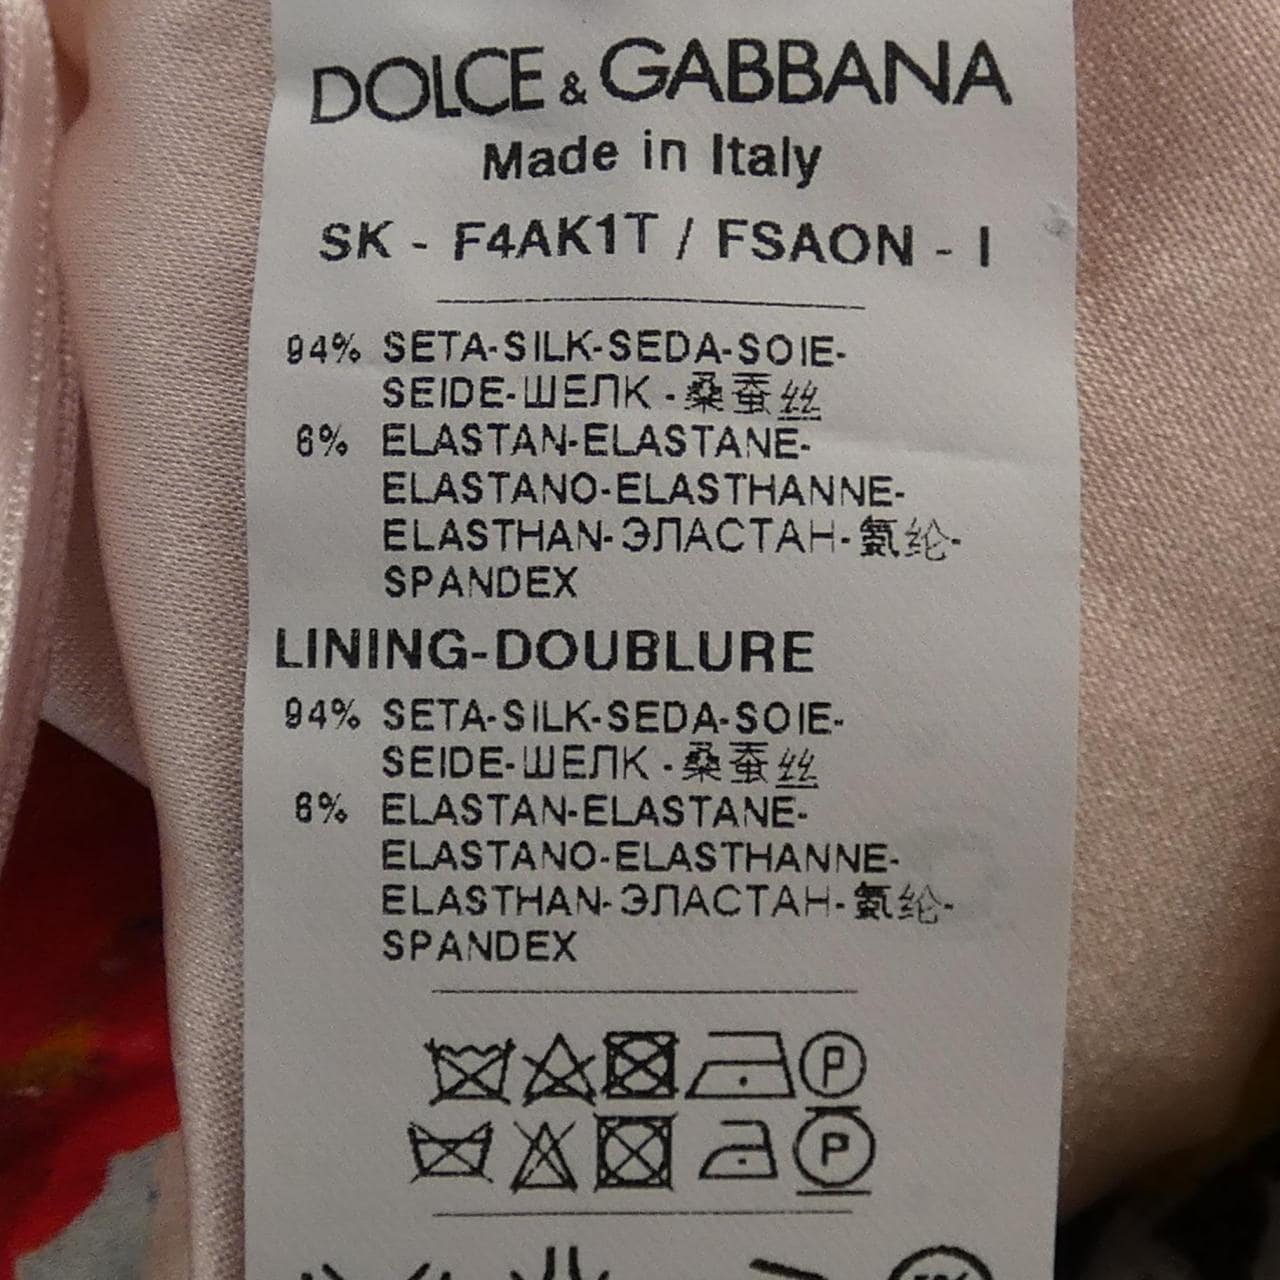 DOLCE & GABBANA
Made in Italy
SK - F4AK1T / FSAON - I
94% SETA-SILK-SEDA-SOIE-
SEIDE-ШЕЛК-桑蚕丝
6% ELASTAN-ELASTANE-
ELASTANO-ELASTHANNE-
ELASTHAN-ЭЛАСТАН-氨纶-
SPANDEX
LINING-DOUBLURE
94% SETA-SILK-SEDA-SOIE-
SEIDE-ШЕЛК-桑蚕丝
6% ELASTAN-ELASTANE-
ELASTANO-ELASTHANNE-
ELASTHAN-ЭЛАСТАН-氨纶-
SPANDEX
P
P